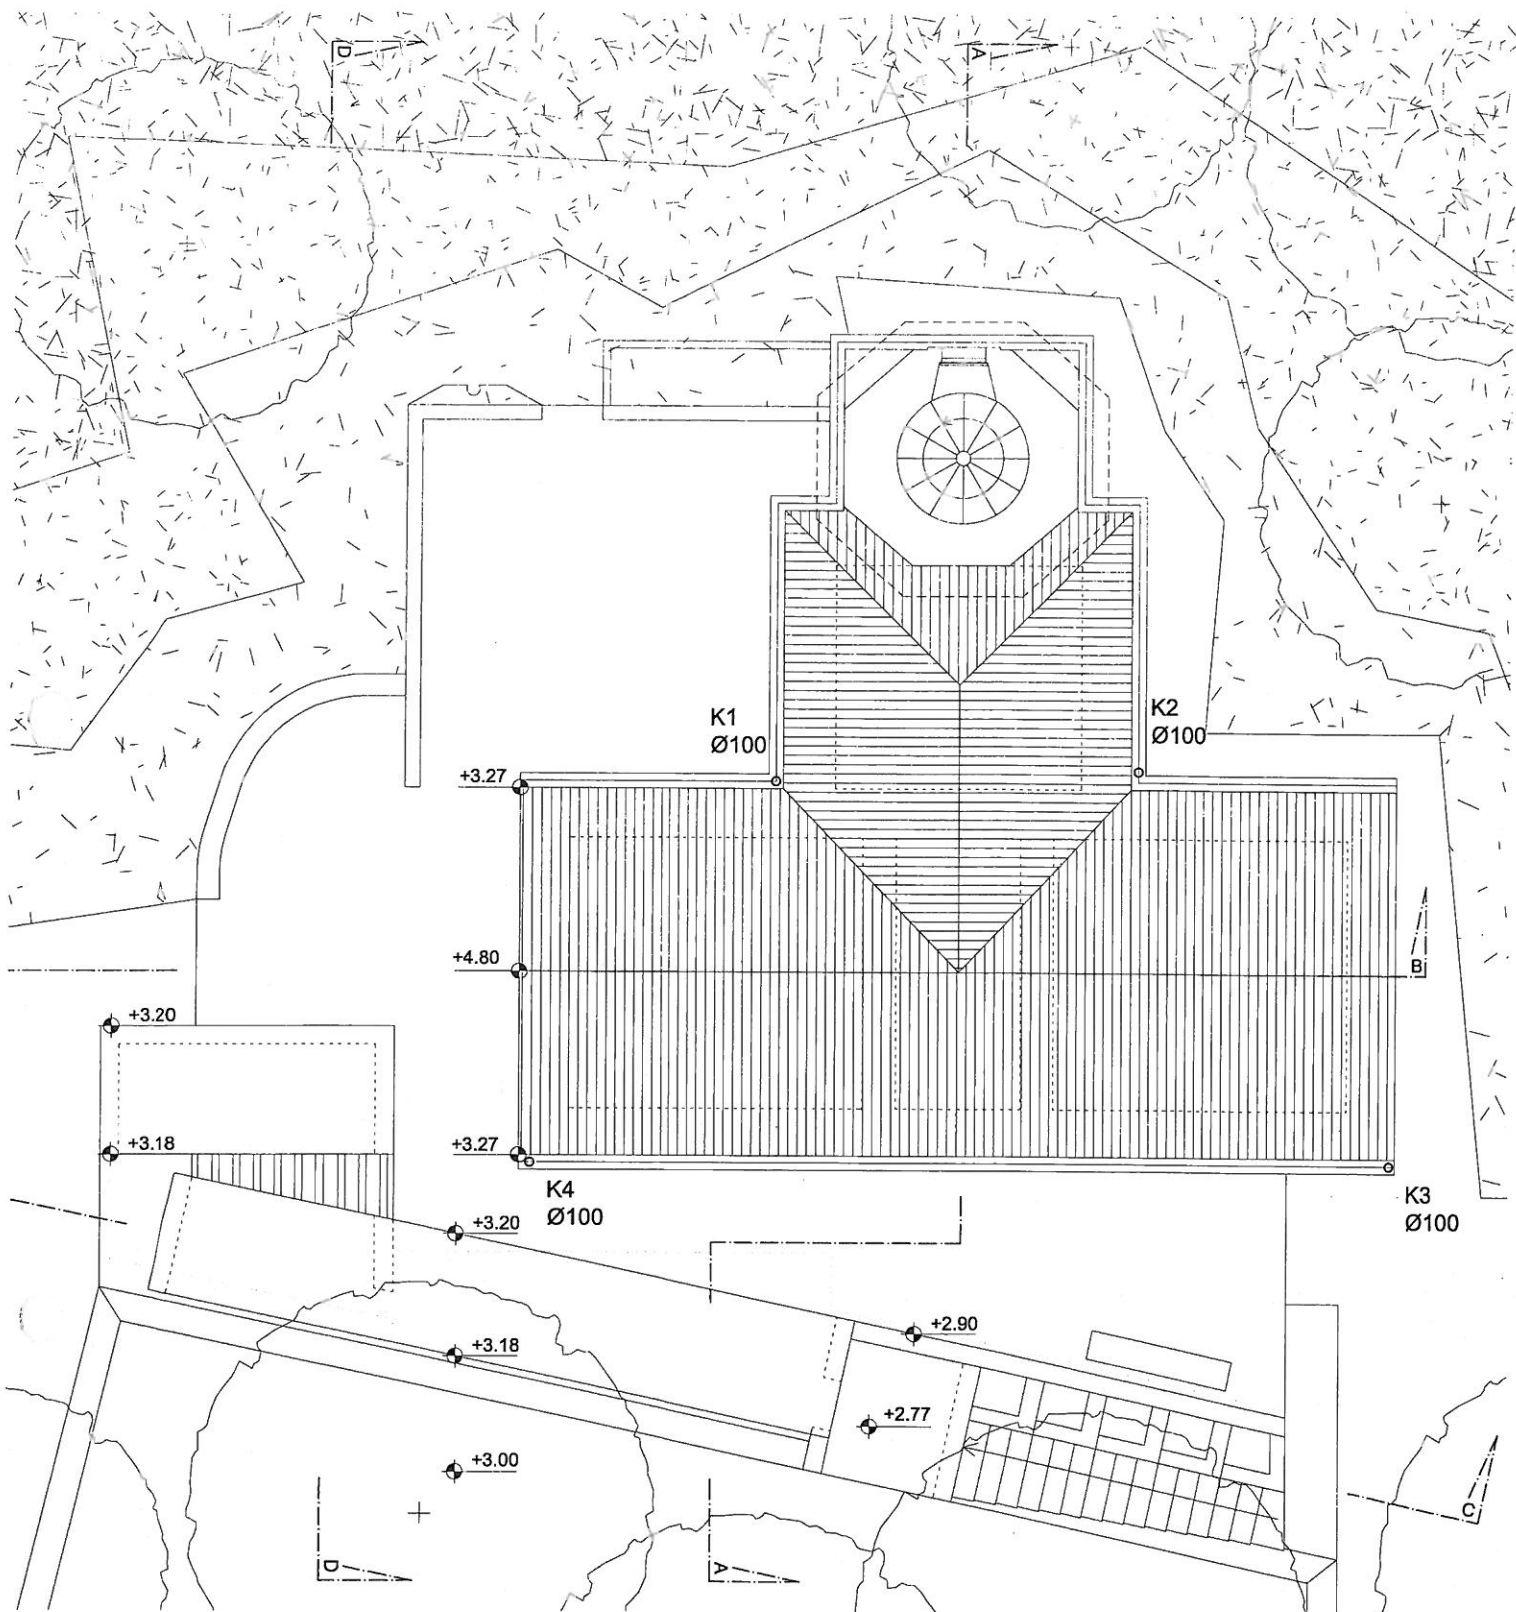 D
A
K1
Ø100
K2
Ø100
+3.27
+4.80
B
+3.20
+3.18
+3.27
K4
Ø100
K3
Ø100
+3.20
+2.90
+3.18
+2.77
+3.00
C
D
A